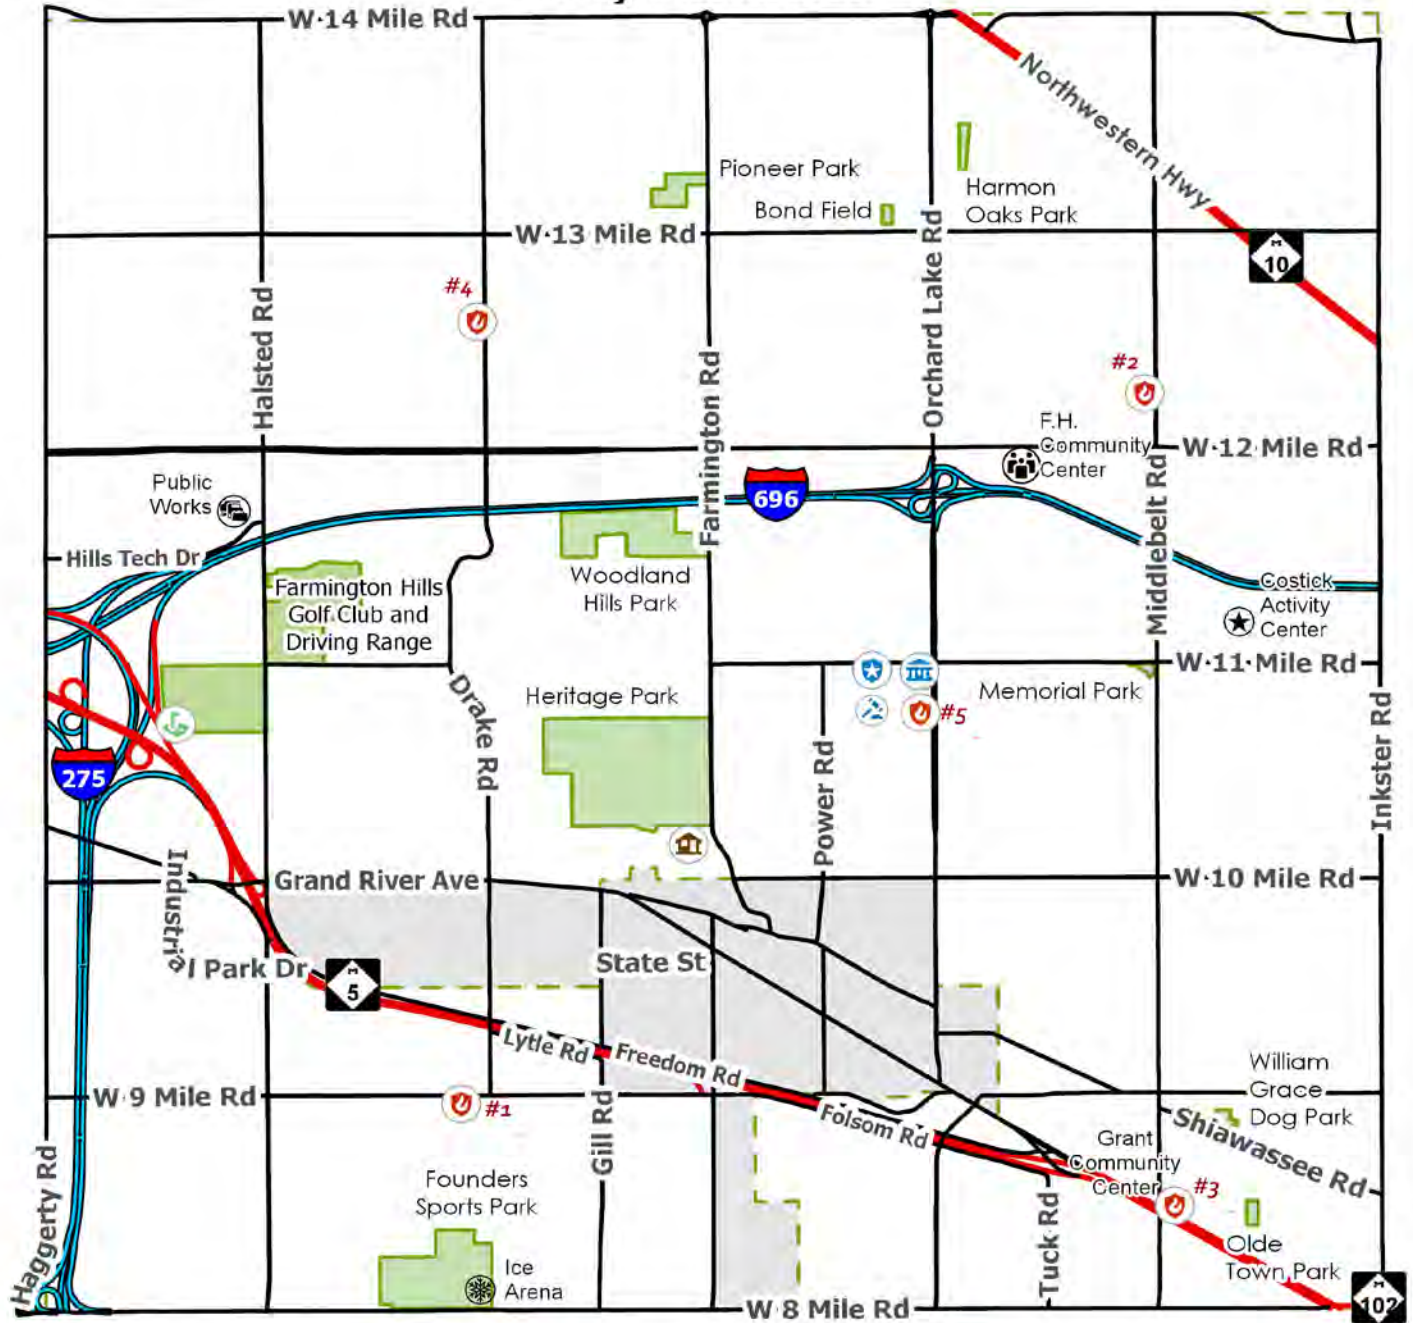 W 14 Mile Rd
Northwestern Hwy
Pioneer Park
Bond Field
Harmon
Oaks Park
W 13 Mile Rd
M
10
#4
Halsted Rd
Farmington Rd
Orchard Lake Rd
#2
F.H.
Community
Center
W 12 Mile Rd
Public
Works
696
Middlebelt Rd
Hills Tech Dr
Farmington Hills
Golf Club and
Driving Range
Woodland
Hills Park
Costick
Activity
Center
W 11 Mile Rd
Heritage Park
Memorial Park
#5
Drake Rd
Power Rd
Inkster Rd
275
Industrial Park Dr
Grand River Ave
W 10 Mile Rd
State St
M
5
Lytle Rd
Freedom Rd
Folsom Rd
W 9 Mile Rd
#1
Gill Rd
William
Grace
Dog Park
Shiawassee Rd
Grant
Community
Center
#3
Haggerty Rd
Founders
Sports Park
Ice
Arena
Tuck Rd
Olde
Town Park
W 8 Mile Rd
M
102